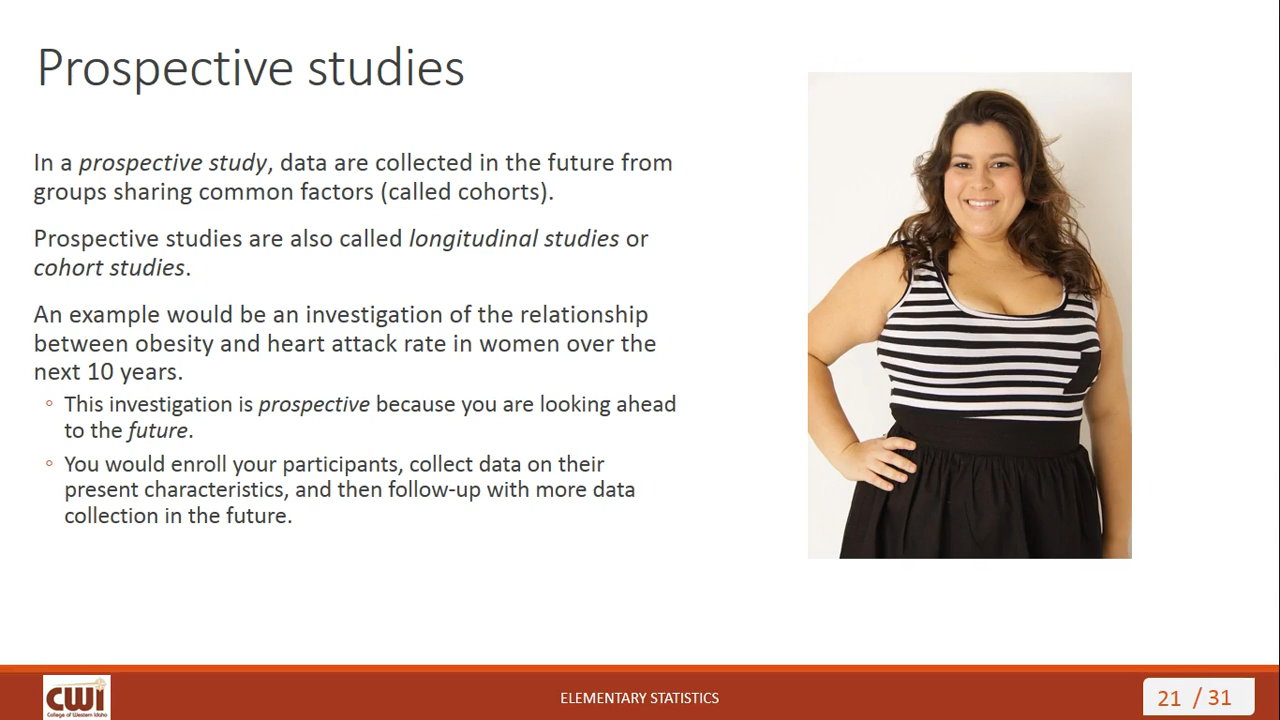 Prospective studies
In a prospective study, data are collected in the future from
groups sharing common factors (called cohorts).
Prospective studies are also called longitudinal studies or
cohort studies.
An example would be an investigation of the relationship
between obesity and heart attack rate in women over the
next 10 years.
◦ This investigation is prospective because you are looking ahead
to the future.
◦ You would enroll your participants, collect data on their
present characteristics, and then follow-up with more data
collection in the future.
CWI
College of Western Idaho
ELEMENTARY STATISTICS
21 / 31